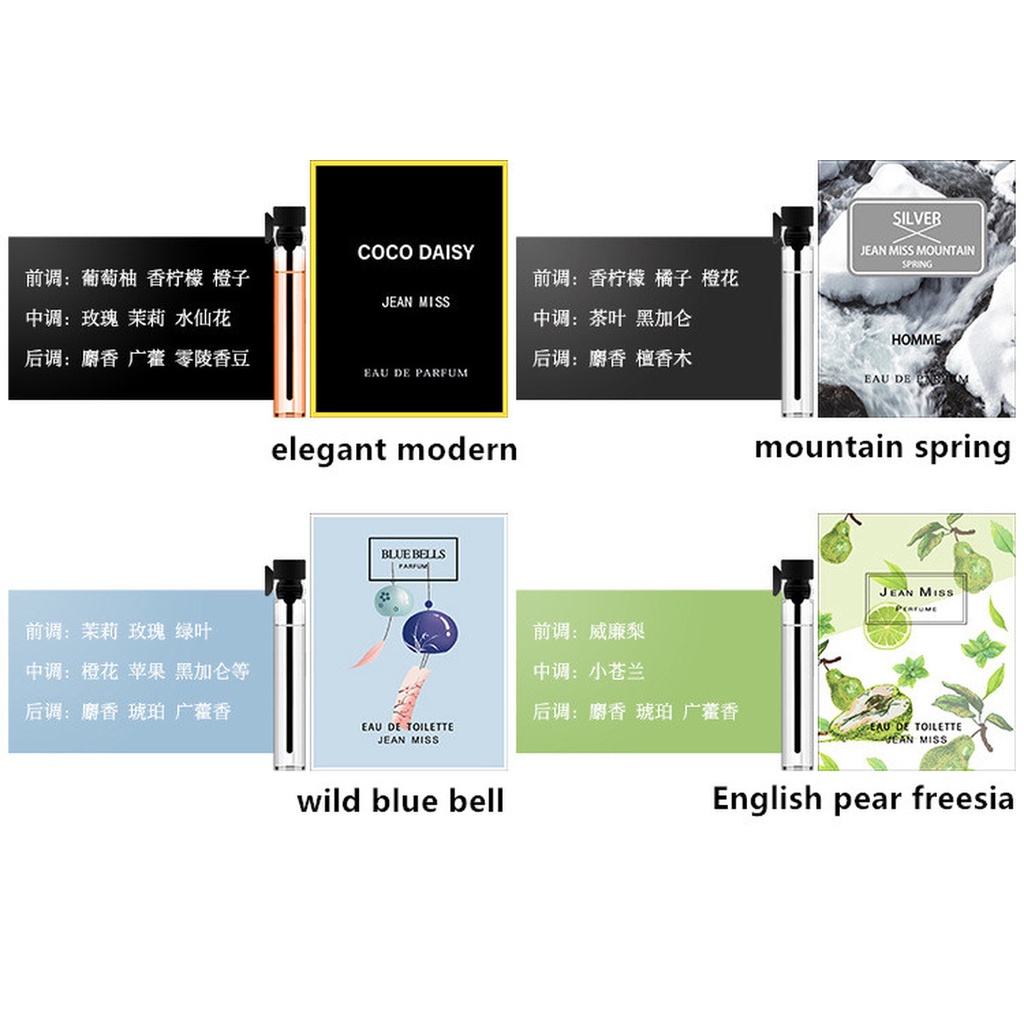 前调：葡萄柚 香柠檬 橙子
中调：玫瑰 茉莉 水仙花
后调：麝香 广藿 零陵香豆
COCO DAISY
JEAN MISS
EAU DE PARFUM
elegant modern
前调：香柠檬 橘子 橙花
中调：茶叶 黑加仑
后调：麝香 檀香木
SILVER
JEAN MISS MOUNTAIN
SPRING
HOMME
EAU DE PARFUM
mountain spring
前调：茉莉 玫瑰 绿叶
中调：橙花 苹果 黑加仑等
后调：麝香 琥珀 广藿香
BLUE BELLS
PARFUM
EAU DE TOILETTE
JEAN MISS
wild blue bell
前调：威廉梨
中调：小苍兰
后调：麝香 琥珀 广藿香
JEAN MISS
PERFUME
EAU DE TOILETTE
JEAN MISS
English pear freesia